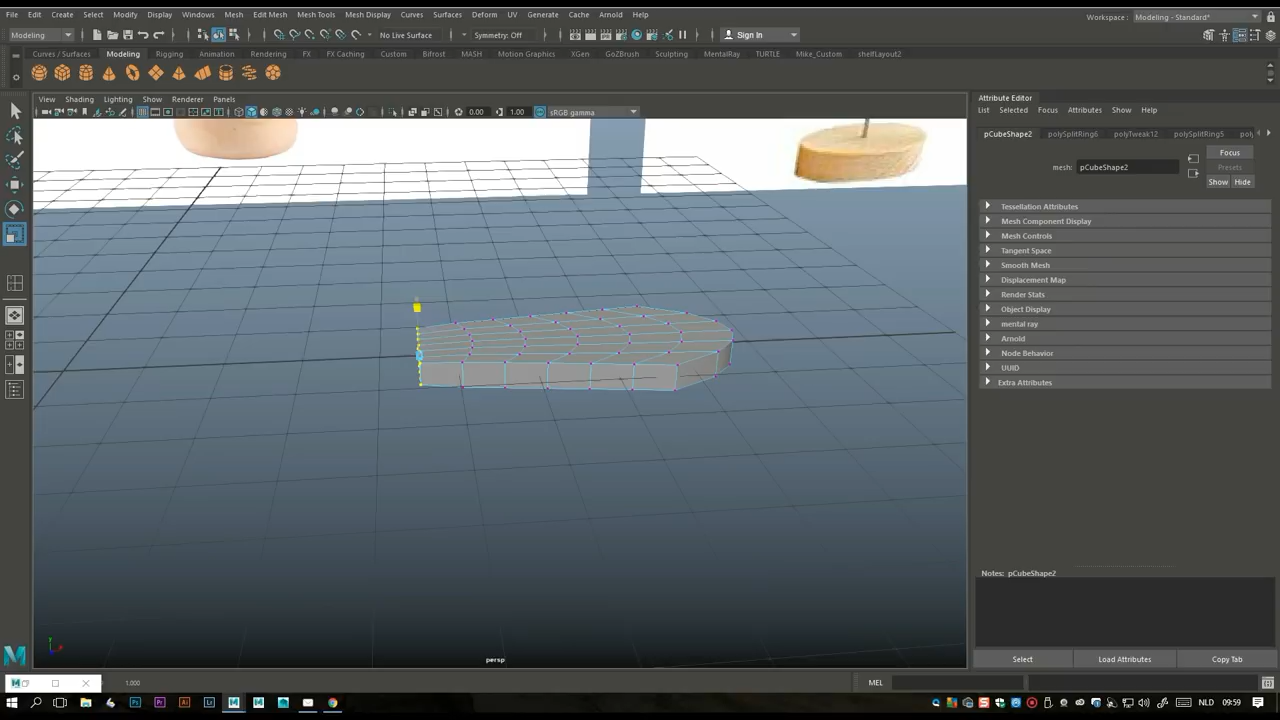 File Edit Create Select Modify Display Windows Mesh Edit Mesh Mesh Tools Mesh Display Curves Surfaces Deform UV Generate Cache Arnold Help
Workspace : Modeling - Standard*
Modeling No Live Surface Symmetry: Off Sign In
Curves / Surfaces Modeling Rigging Animation Rendering FX FX Caching Custom Bifrost MASH Motion Graphics XGen GoZBrush Sculpting MentalRay TURTLE Mike_Custom shelfLayout2
View Shading Lighting Show Renderer Panels
0.00 1.00 sRGB gamma
persp
Attribute Editor
List Selected Focus Attributes Show Help
pCubeShape2 polySplitRing6 polyTweak12 polySplitRing5
mesh: pCubeShape2
Focus
Presets
Show Hide
Tessellation Attributes
Mesh Component Display
Mesh Controls
Tangent Space
Smooth Mesh
Displacement Map
Render Stats
Object Display
mental ray
Arnold
Node Behavior
UUID
Extra Attributes
Notes: pCubeShape2
Select Load Attributes Copy Tab
1.000 MEL
NLD 09:59